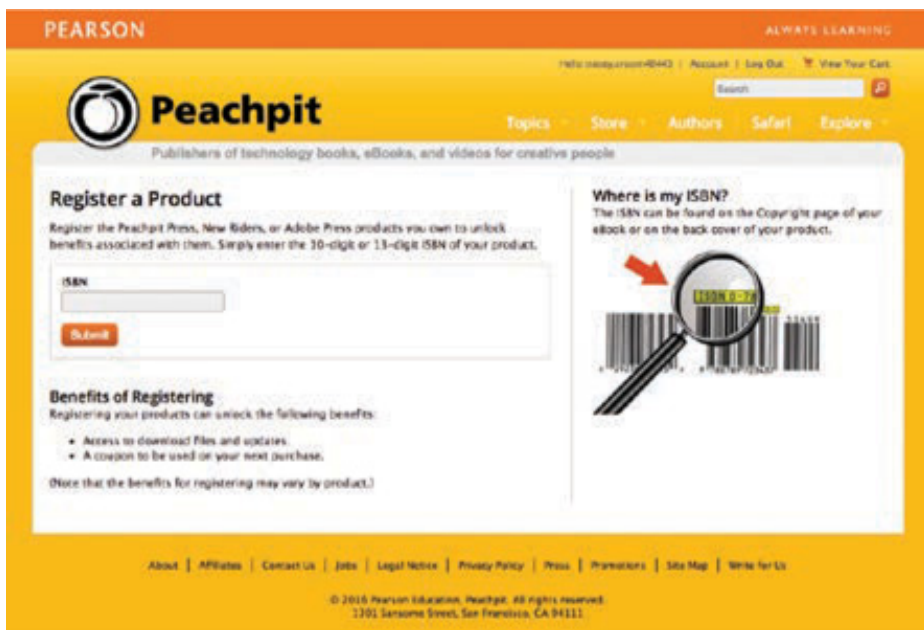 PEARSON
ALWAYS LEARNING
Hello | Account | Log Out View Your Cart
Search
Peachpit
Topics Store Authors Safari Explore
Publishers of technology books, eBooks, and videos for creative people
Register a Product
Register the Peachpit Press, New Riders, or Adobe Press products you own to unlock
benefits associated with them. Simply enter the 10-digit or 13-digit ISBN of your product.
ISBN
Submit
Benefits of Registering
Registering your products can unlock the following benefits:
• Access to download files and updates.
• A coupon to be used on your next purchase.
(Note that the benefits for registering may vary by product.)
Where is my ISBN?
The ISBN can be found on the Copyright page of your
eBook or on the back cover of your product.
ISBN 0-7
About | Affiliates | Contact Us | Jobs | Legal Notice | Privacy Policy | Press | Promotions | Site Map | Write for Us
© 2016 Pearson Education, Peachpit. All rights reserved.
1301 Sansome Street, San Francisco, CA 94111